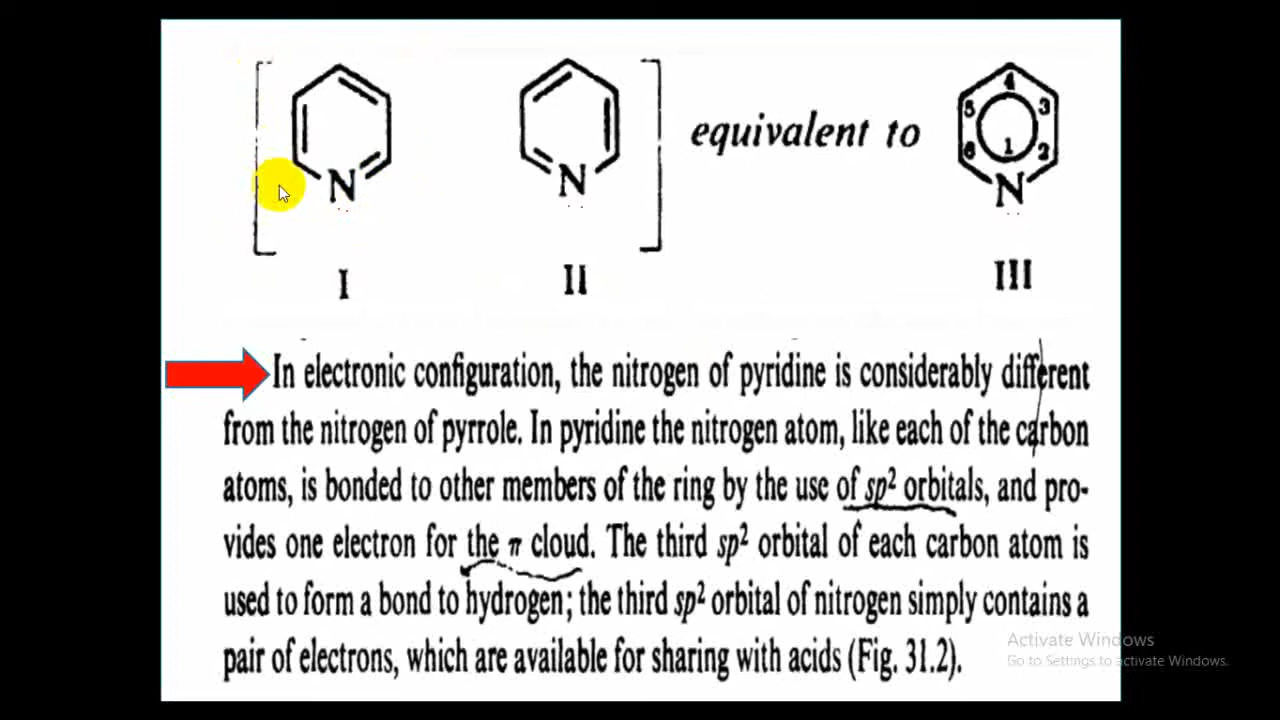 N N equivalent to 5 4 3 6 1 2 N
I II III
In electronic configuration, the nitrogen of pyridine is considerably different
from the nitrogen of pyrrole. In pyridine the nitrogen atom, like each of the carbon
atoms, is bonded to other members of the ring by the use of sp² orbitals, and pro-
vides one electron for the π cloud. The third sp² orbital of each carbon atom is
used to form a bond to hydrogen; the third sp² orbital of nitrogen simply contains a
pair of electrons, which are available for sharing with acids (Fig. 31.2).
Activate Windows
Go to Settings to activate Windows.